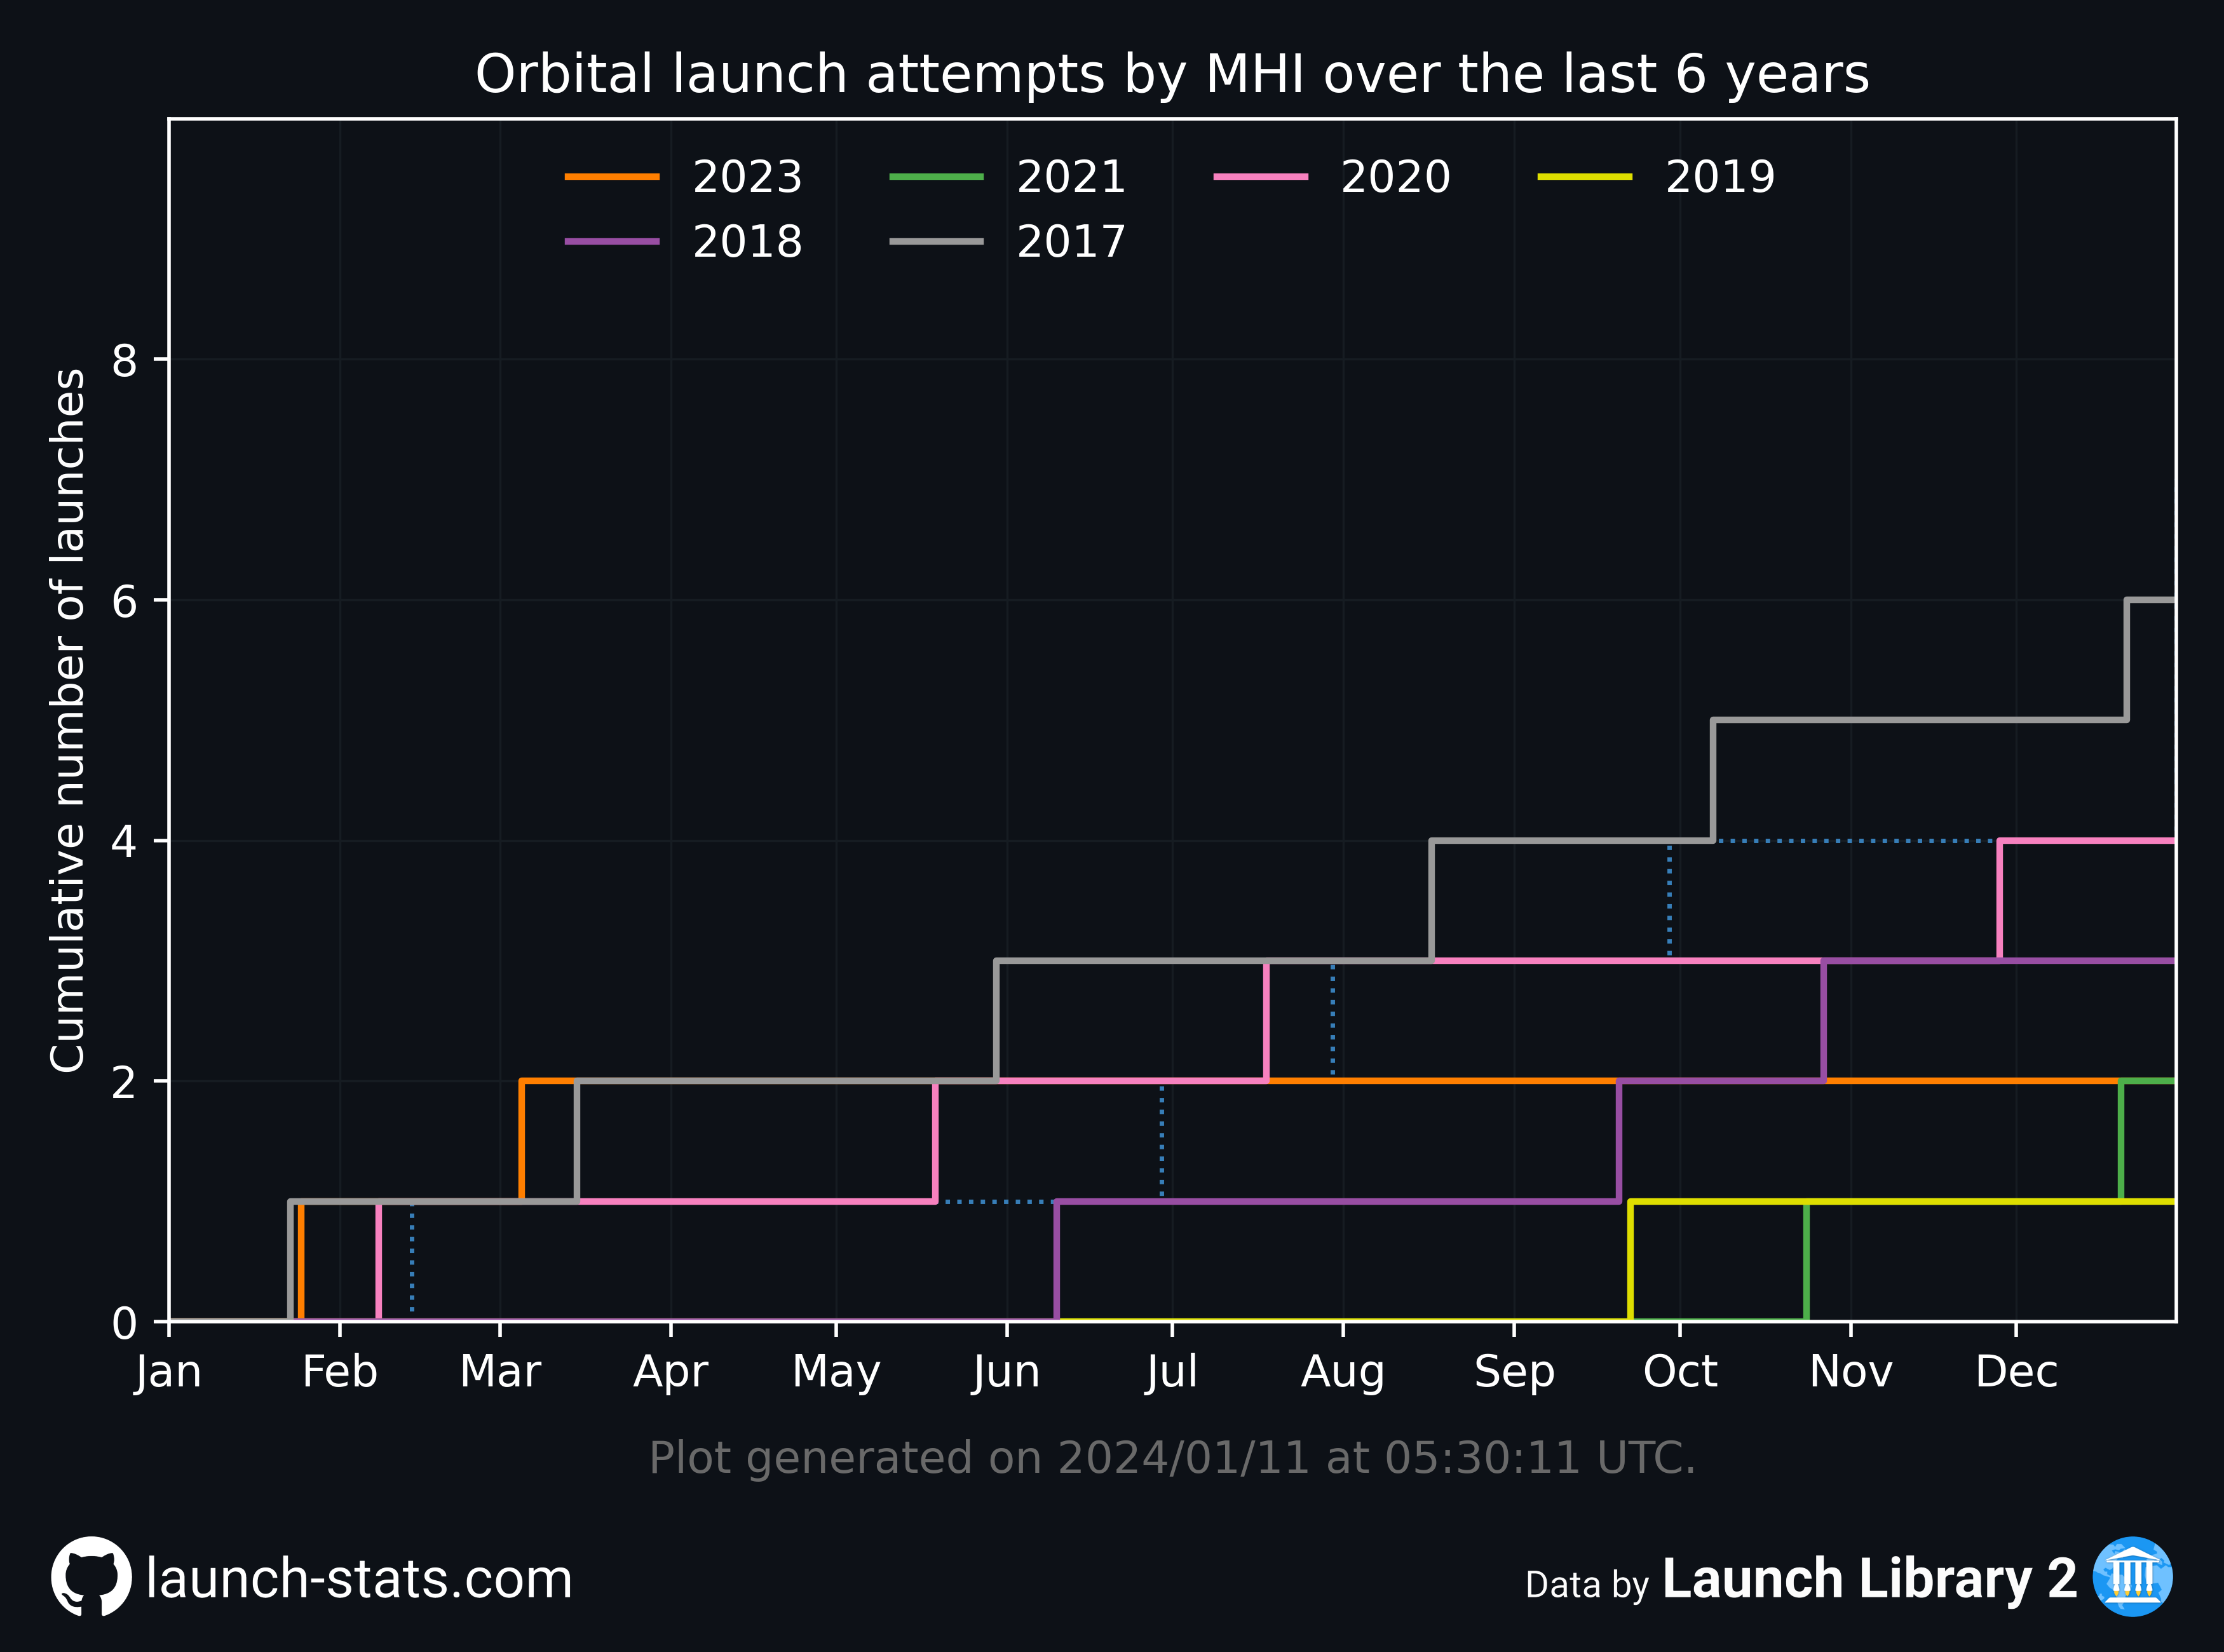 Orbital launch attempts by MHI over the last 6 years
2023 2021 2020 2019
2018 2017
Cumulative number of launches
8
6
4
2
0
Jan Feb Mar Apr May Jun Jul Aug Sep Oct Nov Dec
Plot generated on 2024/01/11 at 05:30:11 UTC.
launch-stats.com
Data by Launch Library 2